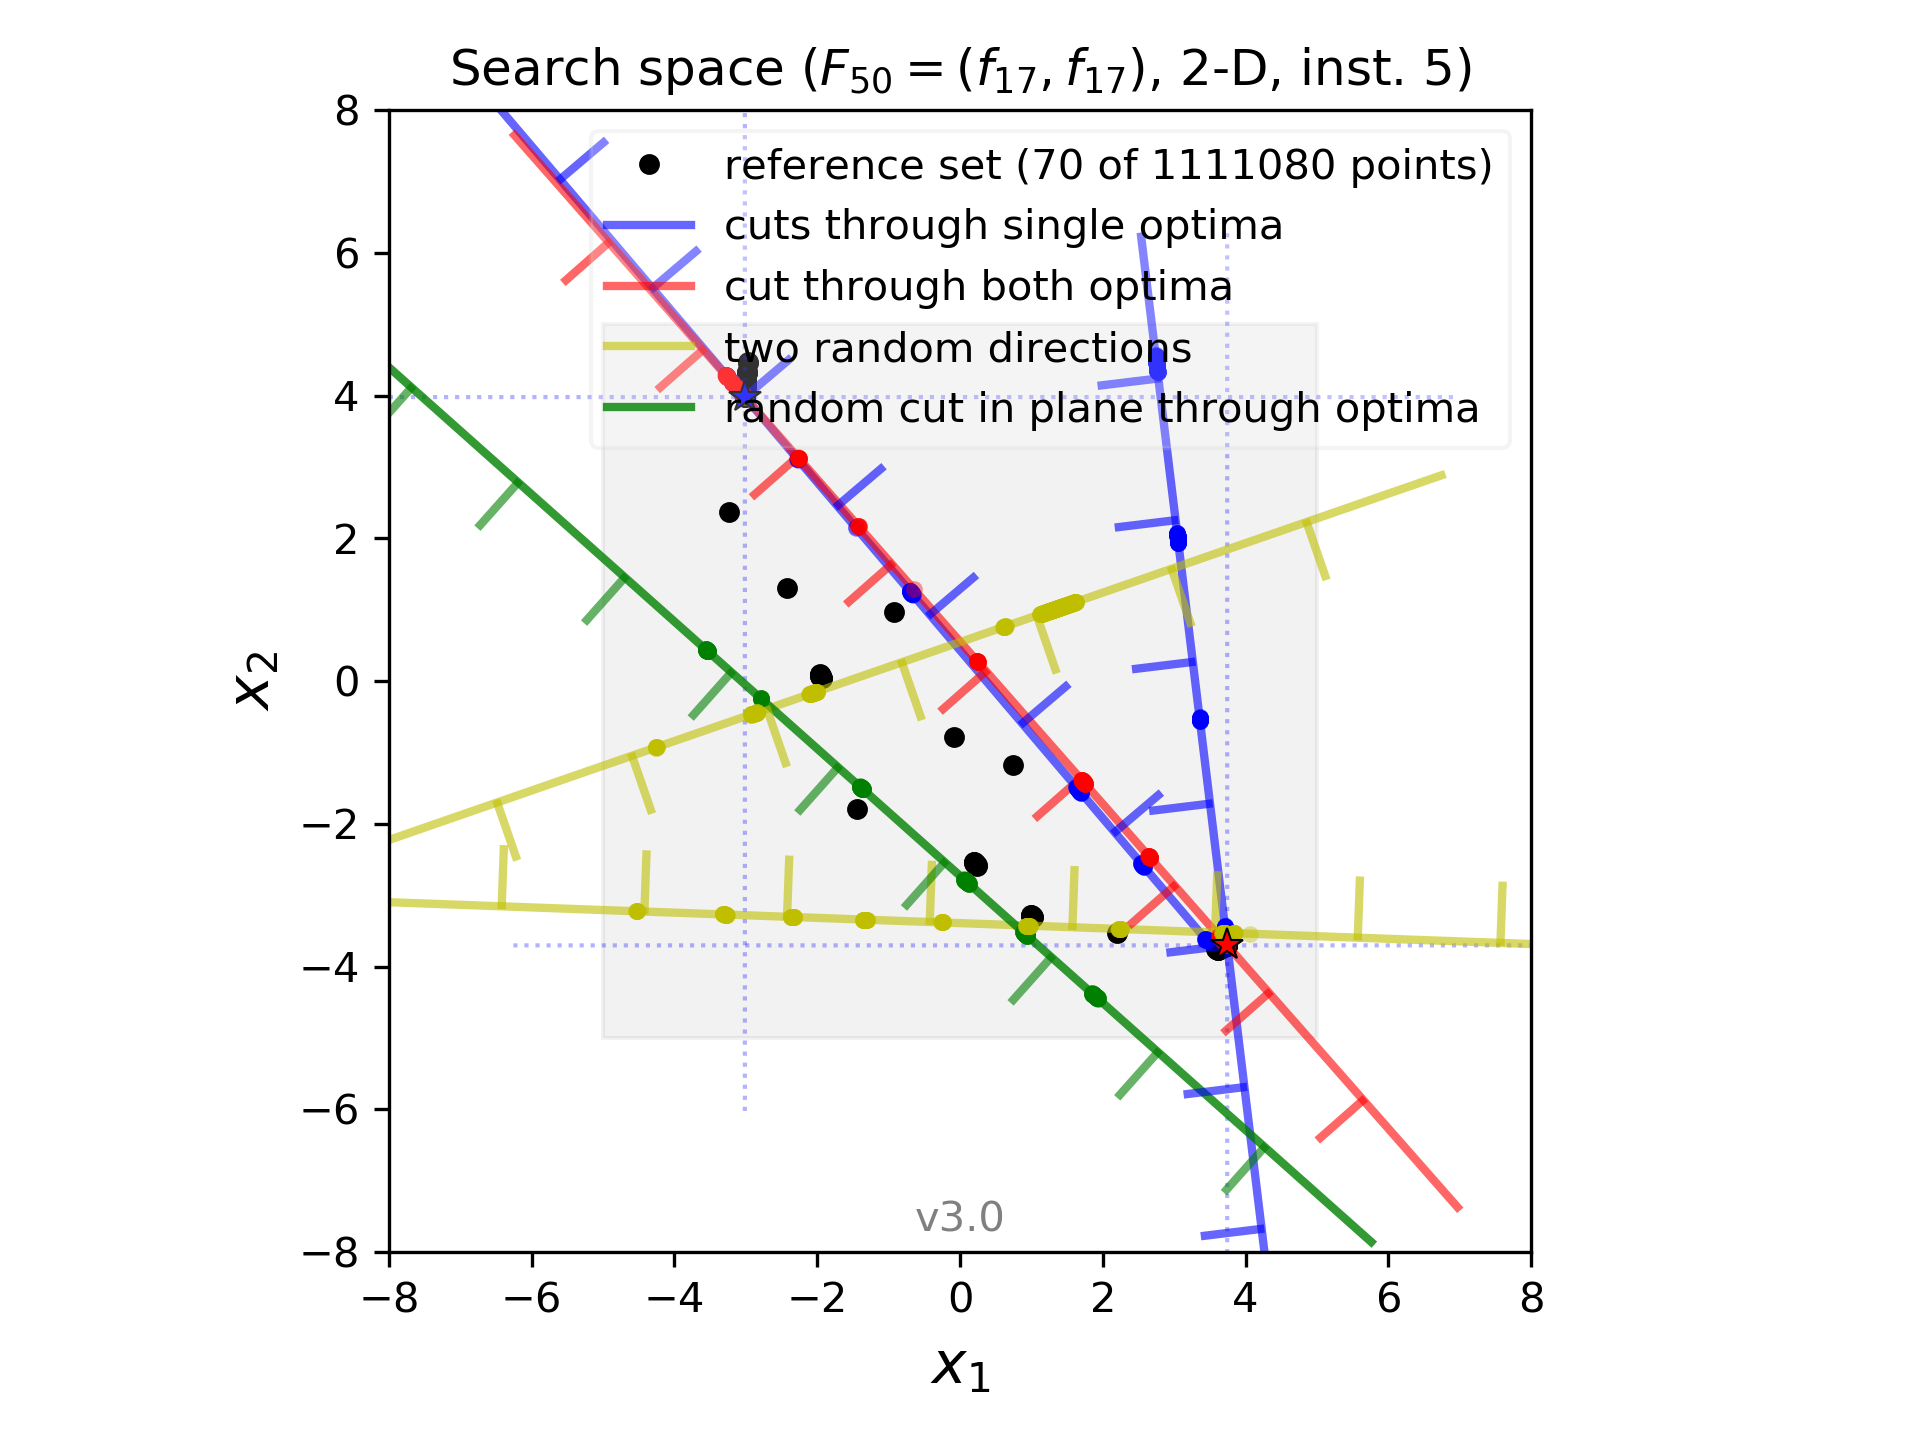 Search space (F50 = (f17, f17), 2-D, inst. 5)
reference set (70 of 1111080 points)
cuts through single optima
cut through both optima
two random directions
random cut in plane through optima
8
6
4
2
0
−2
−4
−6
−8
x2
v3.0
−8 −6 −4 −2 0 2 4 6 8
x1